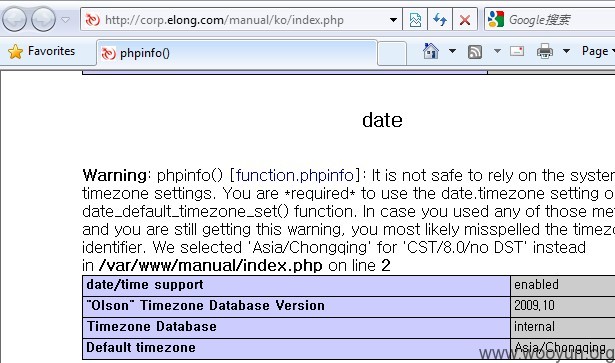 http://corp.elong.com/manual/ko/index.php
Google搜索
Favorites
phpinfo()
Page
date
Warning: phpinfo() [function.phpinfo]: It is not safe to rely on the system
timezone settings. You are *required* to use the date.timezone setting o
date_default_timezone_set() function. In case you used any of those me
and you are still getting this warning, you most likely misspelled the timez
identifier. We selected 'Asia/Chongqing' for 'CST/8.0/no DST' instead
in /var/www/manual/index.php on line 2
date/time support enabled
"Olson" Timezone Database Version 2009.10
Timezone Database internal
Default timezone Asia/Chongqing
www.wooyun.org